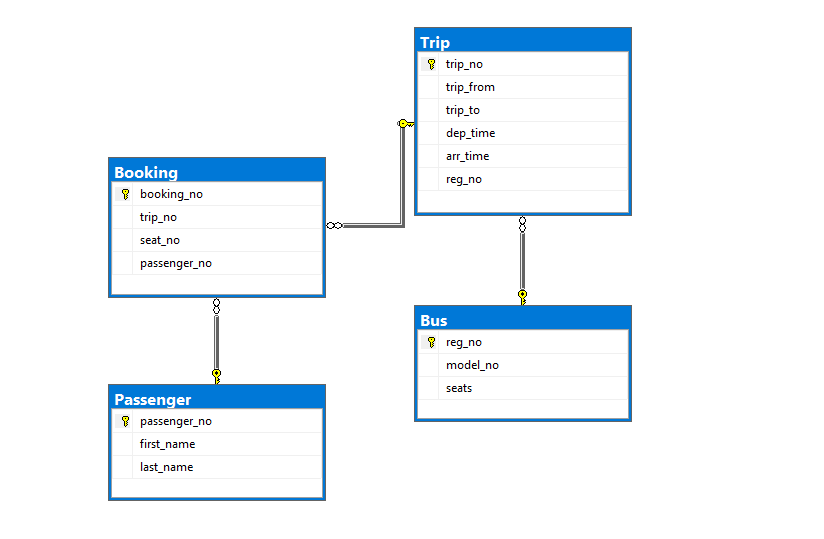 Trip
trip_no
trip_from
trip_to
dep_time
arr_time
reg_no
Booking
booking_no
trip_no
seat_no
passenger_no
Bus
reg_no
model_no
seats
Passenger
passenger_no
first_name
last_name